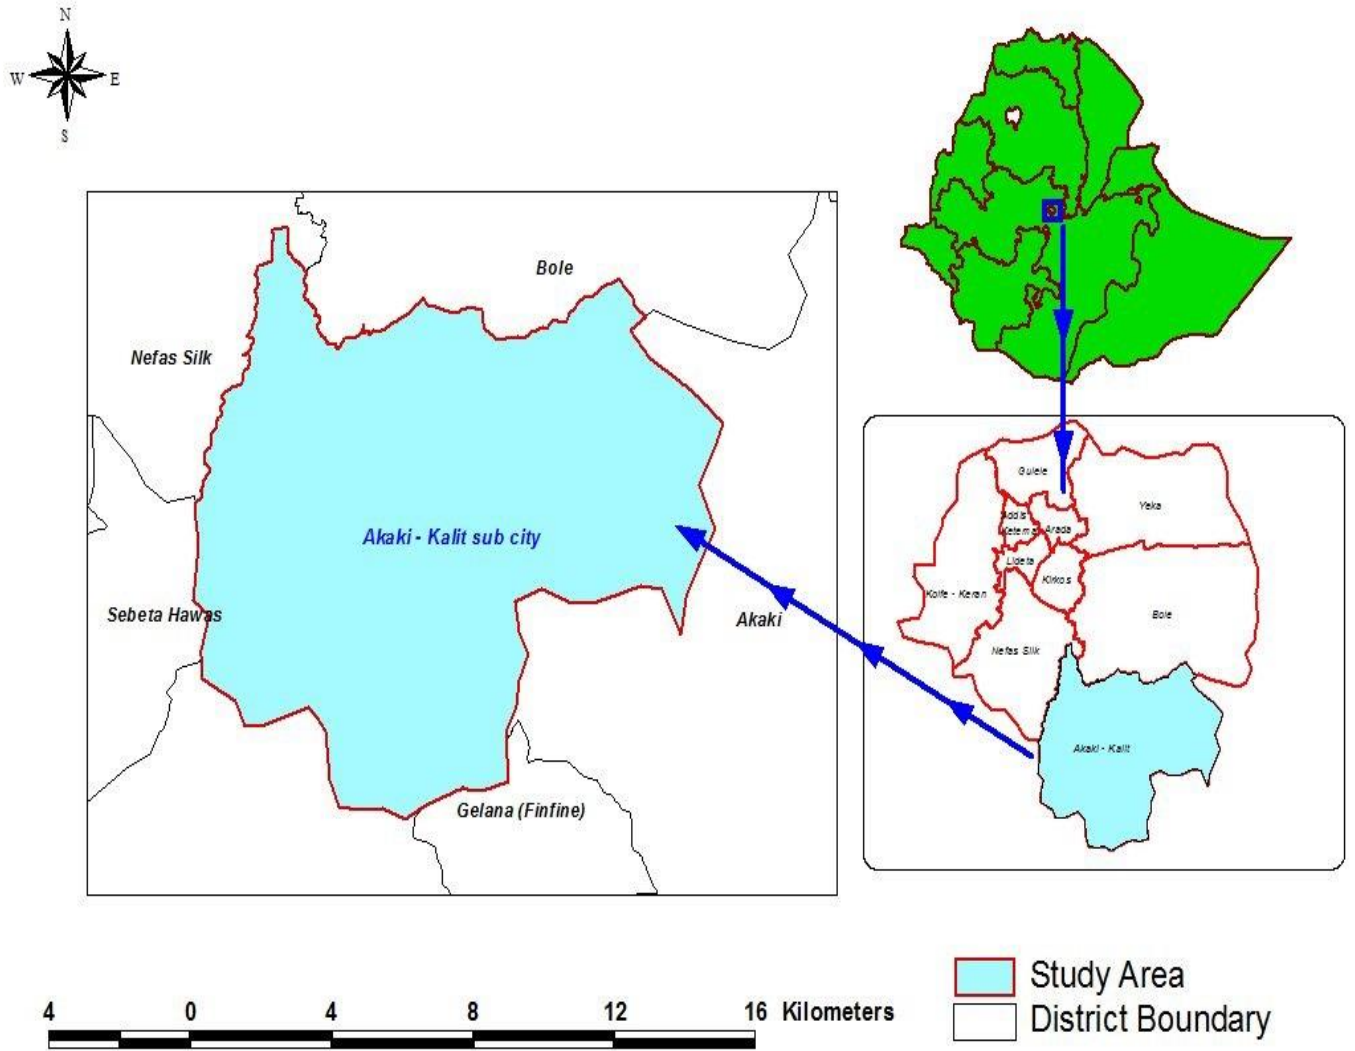 N
W E
S
Bole
Nefas Silk
Akaki - Kalit sub city
Sebeta Hawas
Akaki
Gelana (Finfine)
Gulele
Yeka
Addis
Ketema
Arada
Lideta
Kirkos
Kolfe - Keran
Bole
Nefas Silk
Akaki - Kalit
Study Area
District Boundary
4 0 4 8 12 16 Kilometers